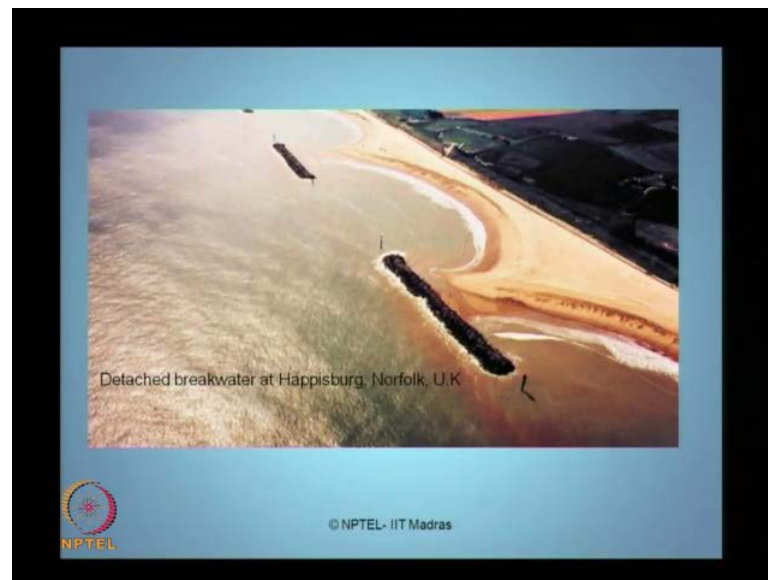 Detached breakwater at Happisburg, Norfolk, U.K
© NPTEL- IIT Madras
NPTEL